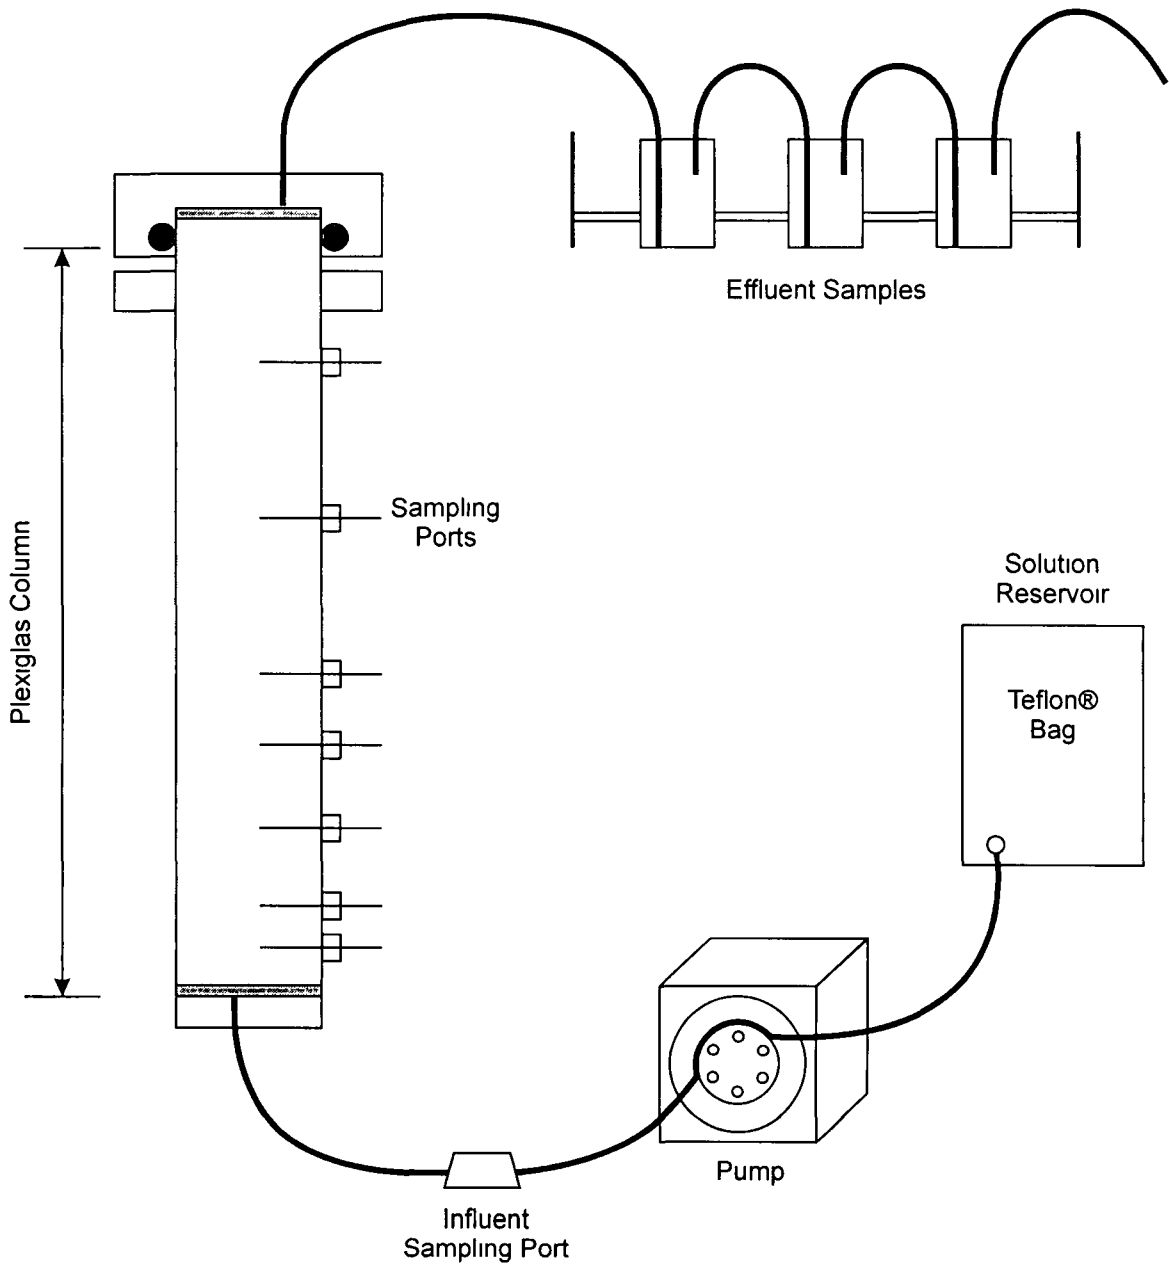 Effluent Samples
Sampling
Ports
Plexiglas Column
Solution
Reservoir
Teflon®
Bag
Pump
Influent
Sampling Port